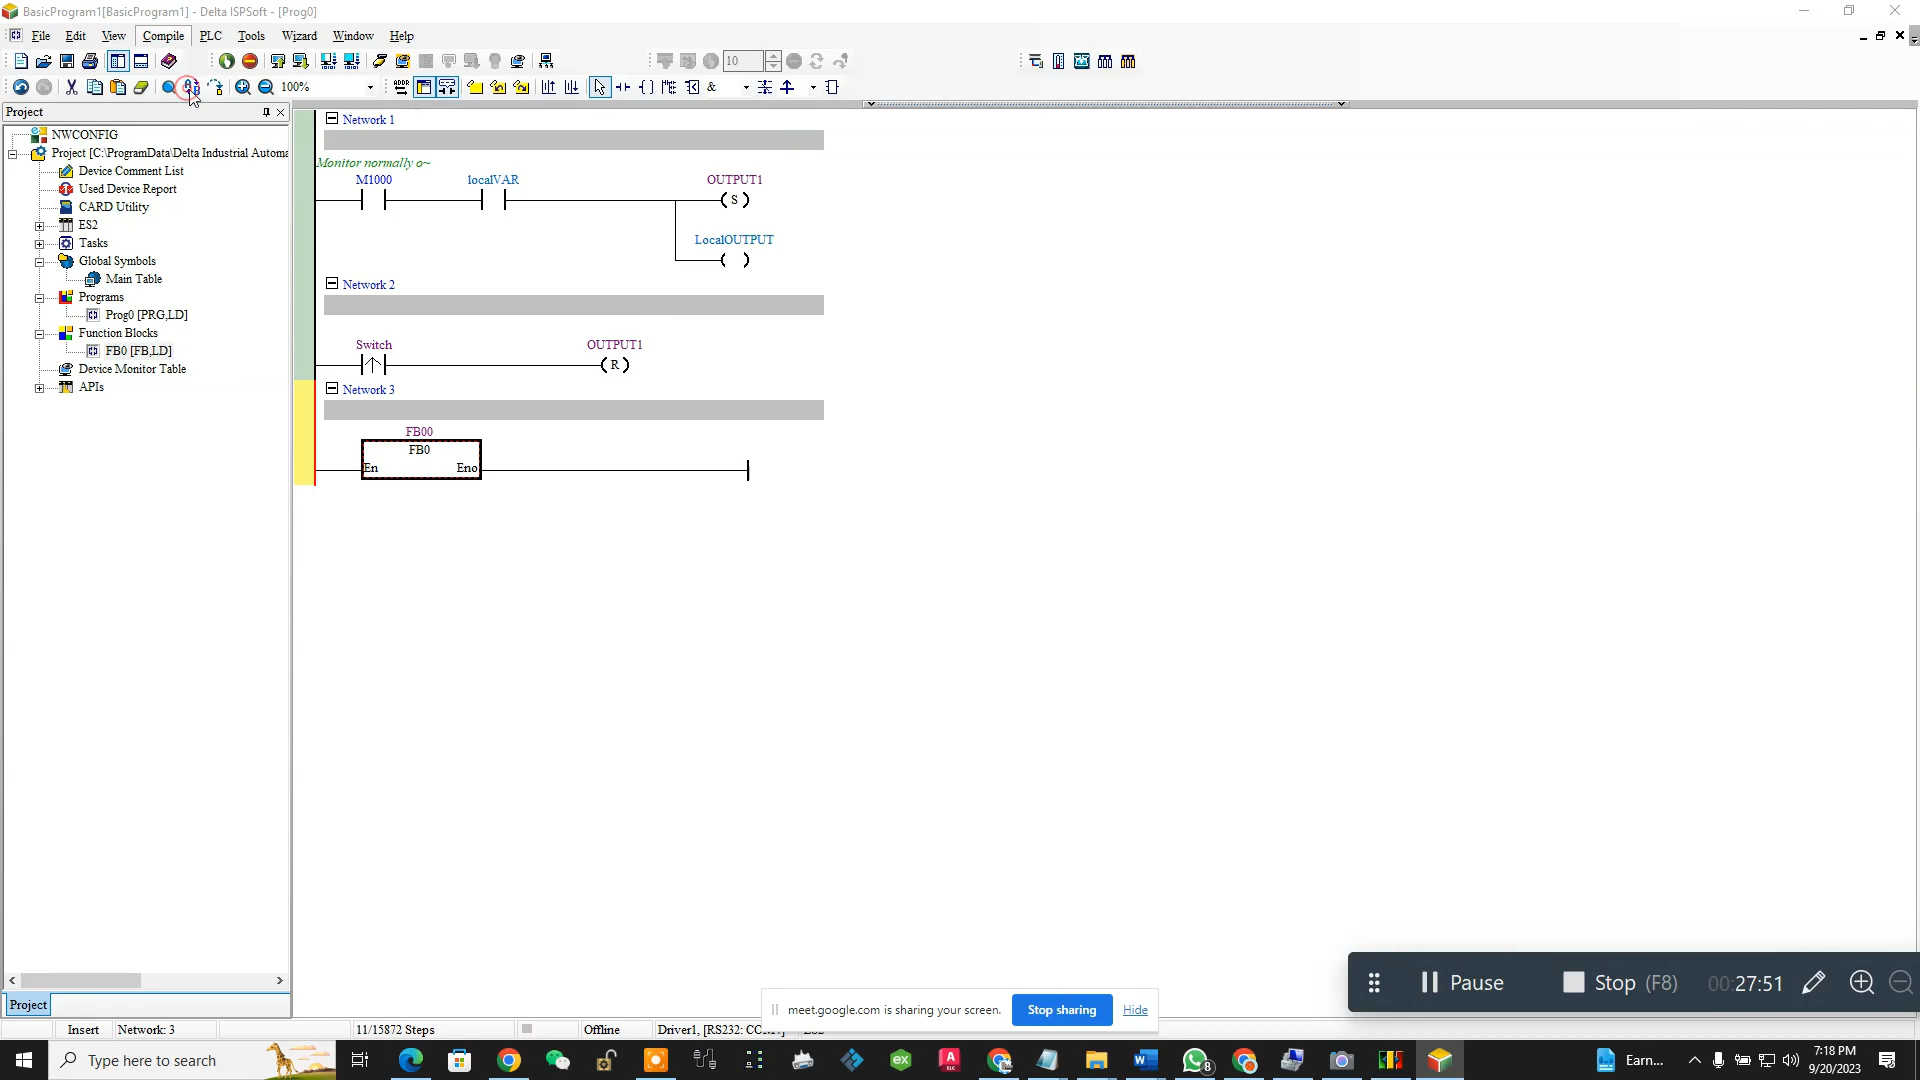 BasicProgram1[BasicProgram1] - Delta ISPSoft - [Prog0]
File Edit View Compile PLC Tools Wizard Window Help
10
100%
&
Project
NWCONFIG
Project [C:\ProgramData\Delta Industrial Automa
Device Comment List
Used Device Report
CARD Utility
ES2
Tasks
Global Symbols
Main Table
Programs
Prog0 [PRG,LD]
Function Blocks
FB0 [FB,LD]
Device Monitor Table
APIs
Project
Network 1
Monitor normally o~
M1000 localVAR OUTPUT1
S
LocalOUTPUT
Network 2
Switch OUTPUT1
R
Network 3
FB00
FB0
En Eno
Pause Stop (F8) 00:27:51
meet.google.com is sharing your screen. Stop sharing Hide
Insert Network: 3 11/15872 Steps Offline Driver1, [RS232:
Type here to search
8
Earn...
7:18 PM
9/20/2023